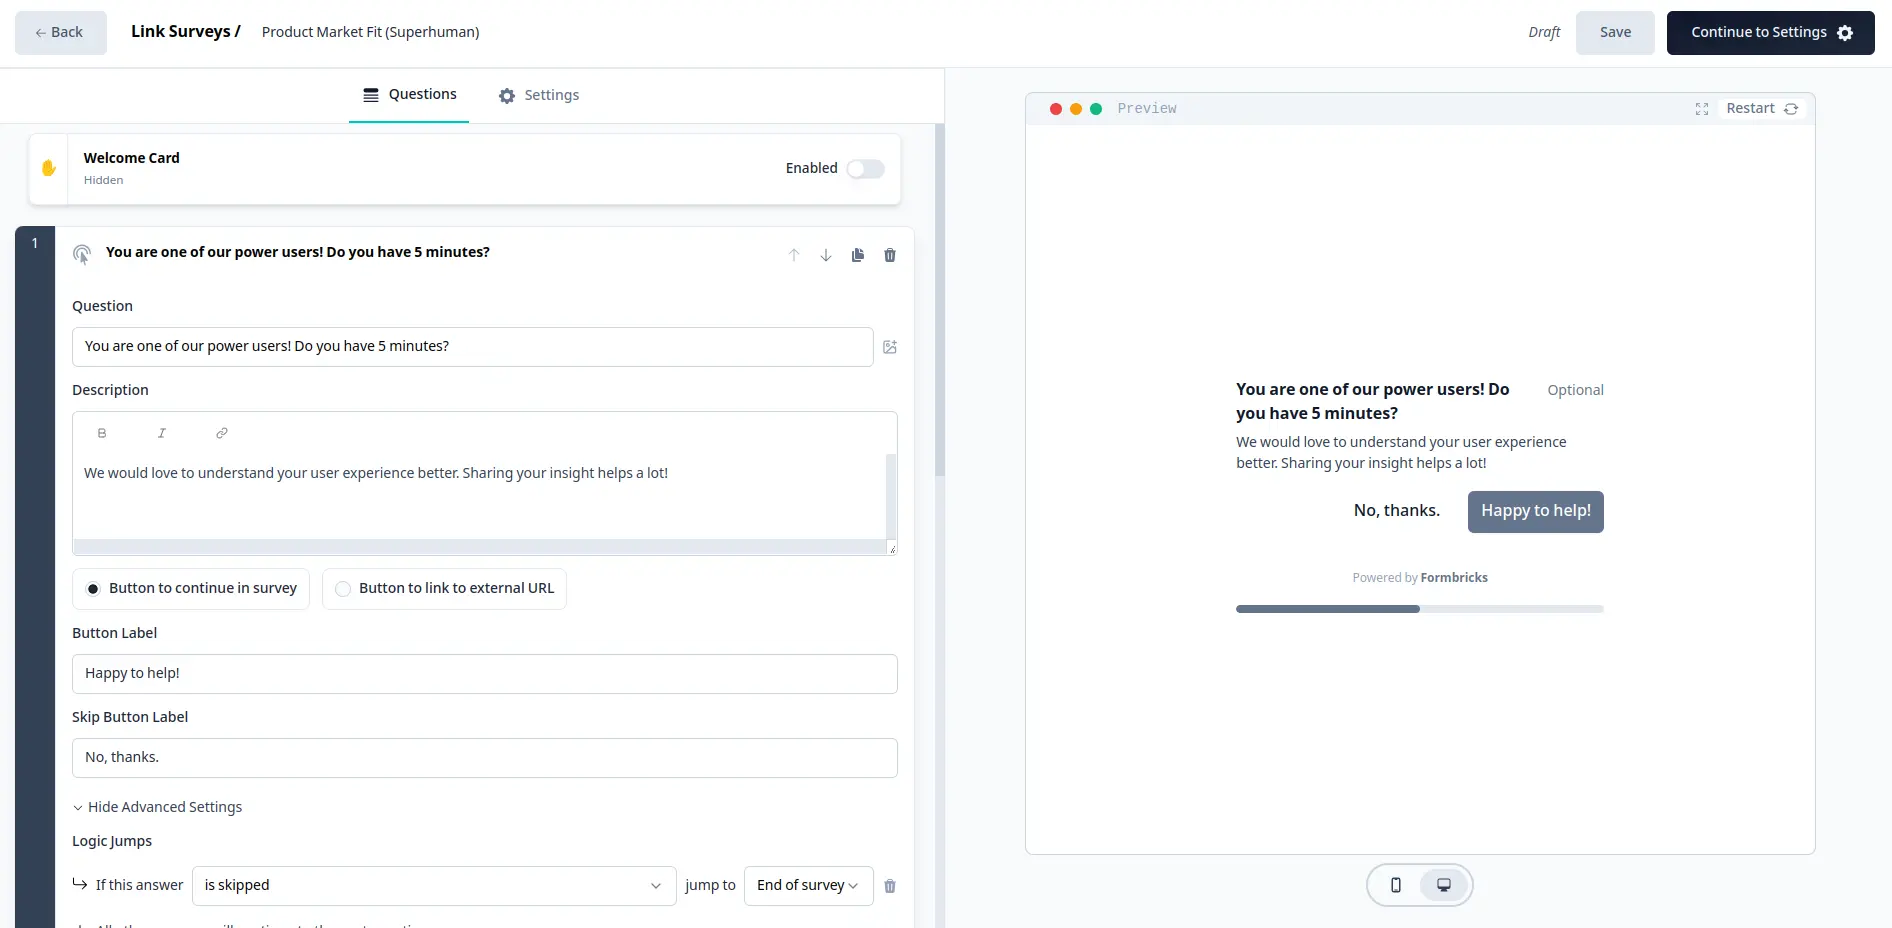 Back
Link Surveys /
Product Market Fit (Superhuman)
Draft
Save
Continue to Settings
Questions
Settings
Welcome Card
Hidden
Enabled
1
You are one of our power users! Do you have 5 minutes?
Question
You are one of our power users! Do you have 5 minutes?
Description
B
I
We would love to understand your user experience better. Sharing your insight helps a lot!
Button to continue in survey
Button to link to external URL
Button Label
Happy to help!
Skip Button Label
No, thanks.
Hide Advanced Settings
Logic Jumps
If this answer
is skipped
jump to
End of survey
Preview
Restart
You are one of our power users! Do
you have 5 minutes?
Optional
We would love to understand your user experience
better. Sharing your insight helps a lot!
No, thanks.
Happy to help!
Powered by Formbricks